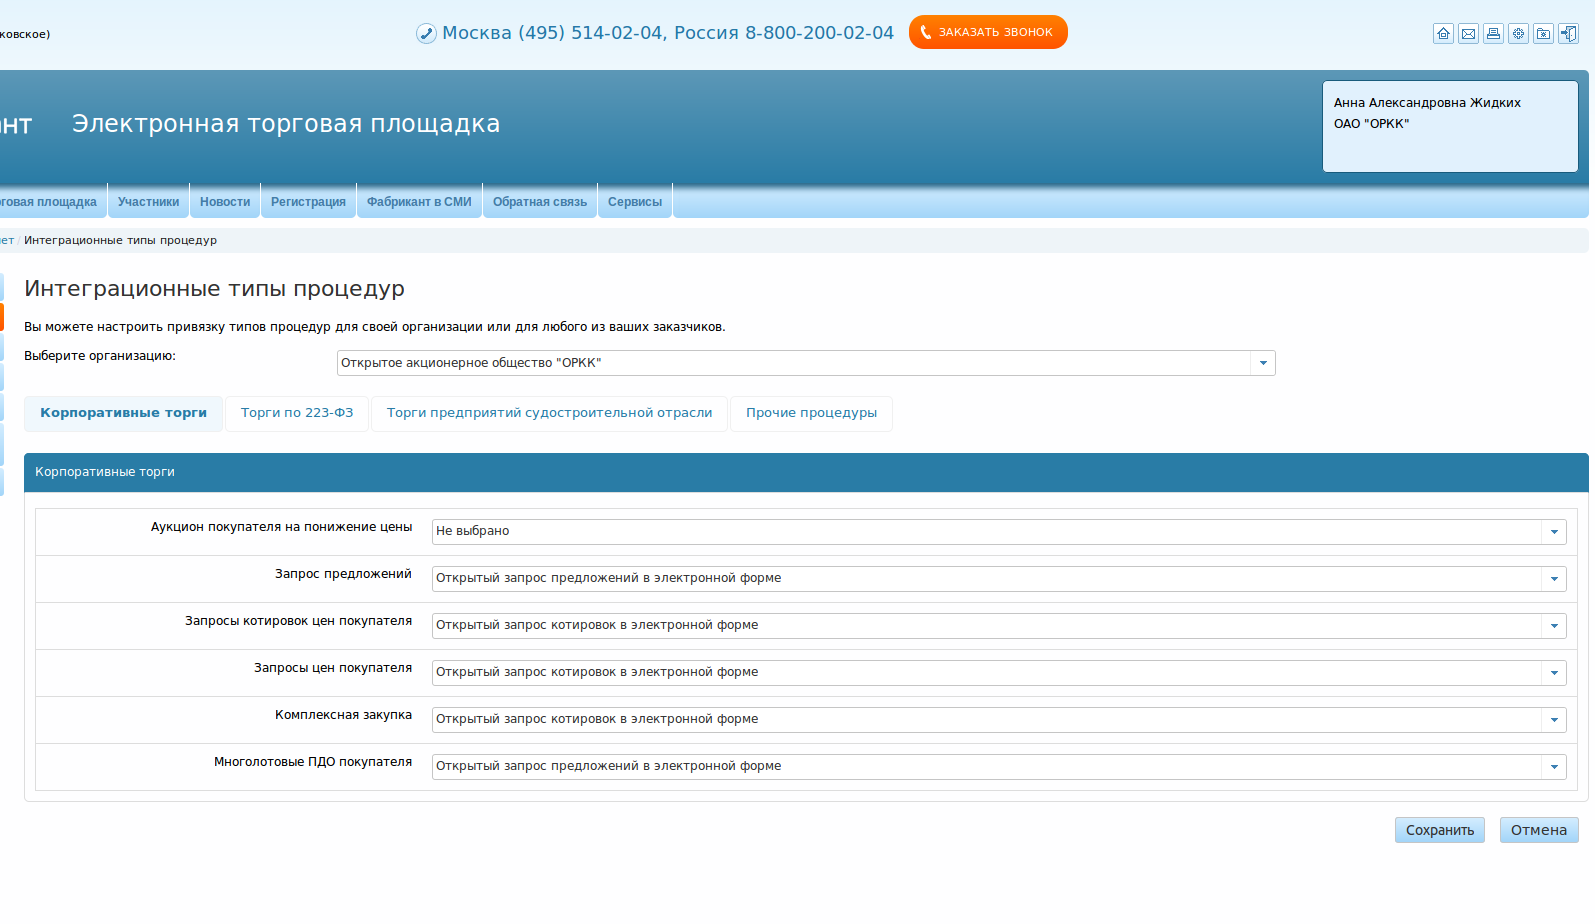 ковское)
Москва (495) 514-02-04, Россия 8-800-200-02-04
ЗАКАЗАТЬ ЗВОНОК
ант
Электронная торговая площадка
Анна Александровна Жидких
ОАО "ОРКК"
рговая площадка
Участники
Новости
Регистрация
Фабрикант в СМИ
Обратная связь
Сервисы
ет / Интеграционные типы процедур
Интеграционные типы процедур
Вы можете настроить привязку типов процедур для своей организации или для любого из ваших заказчиков.
Выберите организацию:
Открытое акционерное общество "ОРКК"
Корпоративные торги
Торги по 223-ФЗ
Торги предприятий судостроительной отрасли
Прочие процедуры
Корпоративные торги
Аукцион покупателя на понижение цены
Не выбрано
Запрос предложений
Открытый запрос предложений в электронной форме
Запросы котировок цен покупателя
Открытый запрос котировок в электронной форме
Запросы цен покупателя
Открытый запрос котировок в электронной форме
Комплексная закупка
Открытый запрос котировок в электронной форме
Многолотовые ПДО покупателя
Открытый запрос предложений в электронной форме
Сохранить
Отмена